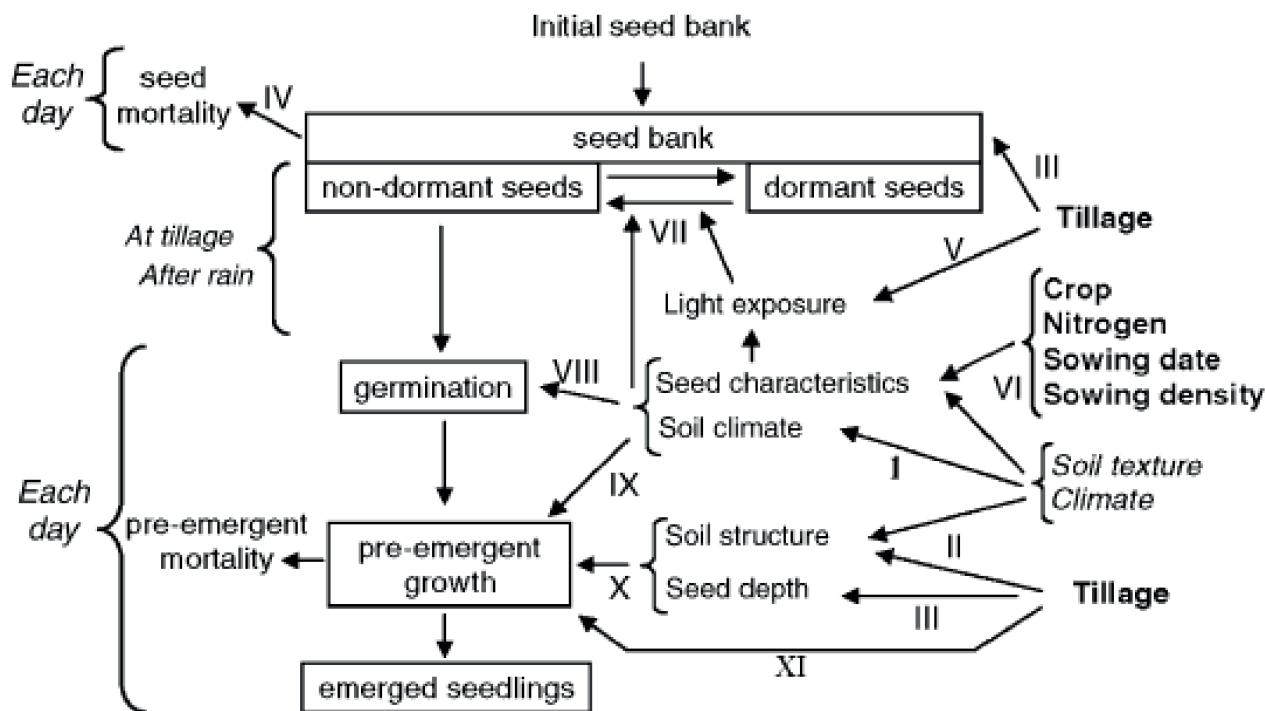 Initial seed bank
Each
day
seed
mortality
IV
seed bank
non-dormant seeds
dormant seeds
III
Tillage
At tillage
After rain
VII
V
Light exposure
Crop
Nitrogen
Sowing date
Sowing density
VI
germination
VIII
Seed characteristics
Soil climate
I
Soil texture
Climate
IX
Each
day
pre-emergent
mortality
pre-emergent
growth
X
Soil structure
Seed depth
II
III
Tillage
XI
emerged seedlings